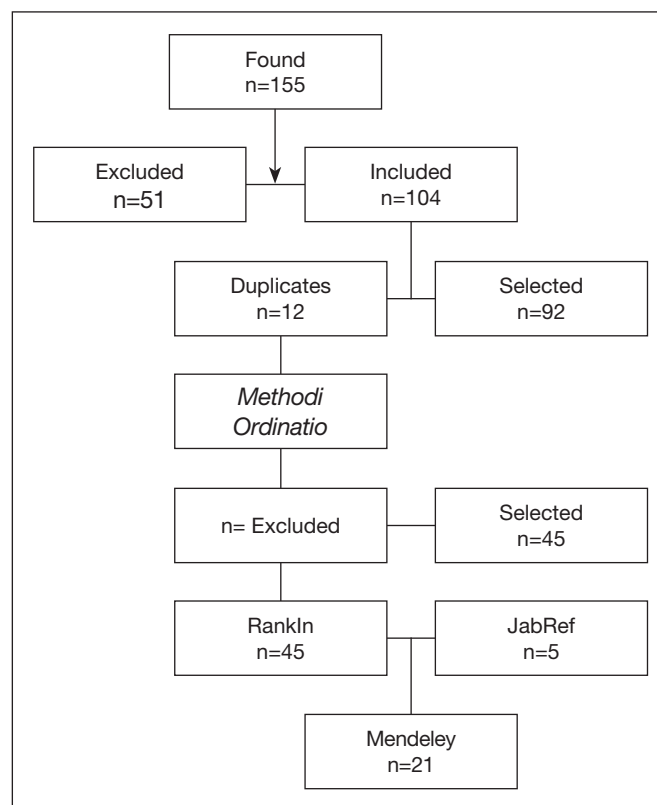 Found
n=155
Excluded
n=51
Included
n=104
Duplicates
n=12
Selected
n=92
Methodi
Ordinatio
n= Excluded
Selected
n=45
RankIn
n=45
JabRef
n=5
Mendeley
n=21